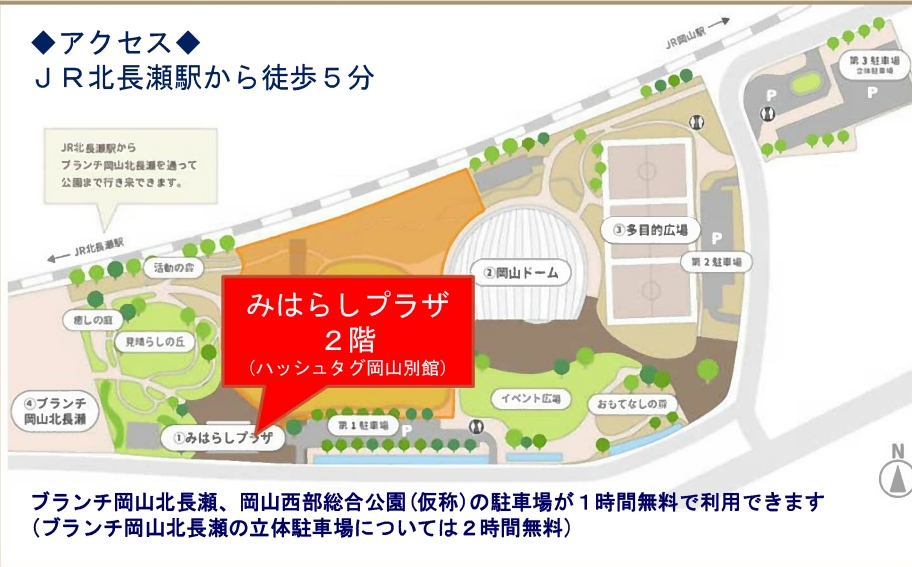 ◆アクセス◆
ＪＲ北長瀬駅から徒歩５分
JR岡山駅
第3駐車場
立体駐車場
P
P
JR北長瀬駅から
ブランチ岡山北長瀬を通って
公園まで行き来できます。
JR北長瀬駅
活動の森
③多目的広場
P
第2駐車場
②岡山ドーム
癒しの庭
見晴らしの丘
みはらしプラザ
２階
（ハッシュタグ岡山別館）
④ブランチ
岡山北長瀬
イベント広場
おもてなしの庭
第1駐車場
P
①みはらしプラザ
N
ブランチ岡山北長瀬、岡山西部総合公園(仮称)の駐車場が１時間無料で利用できます
(ブランチ岡山北長瀬の立体駐車場については２時間無料)